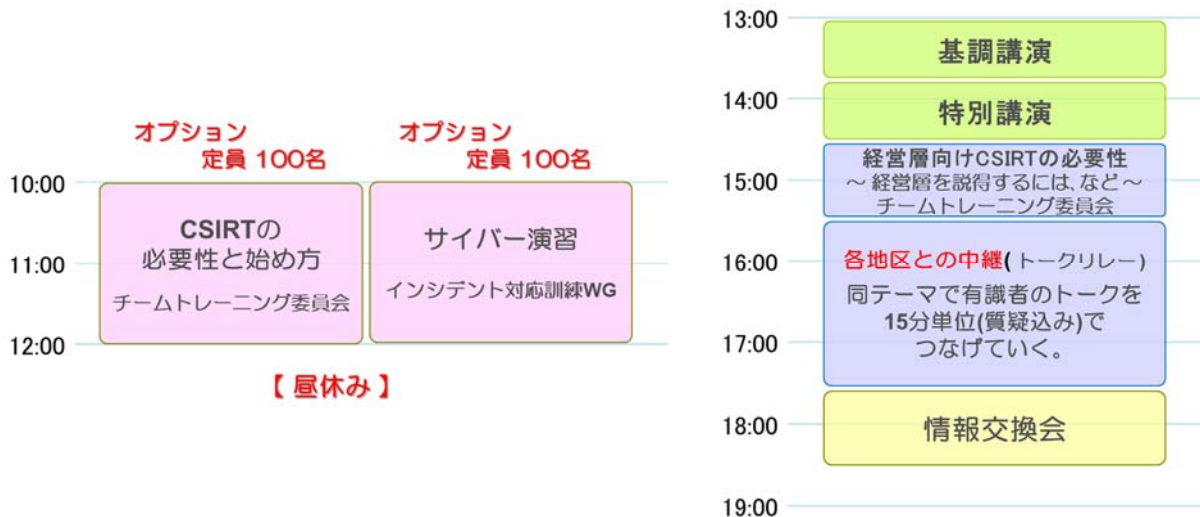 オプション
定員 100名
オプション
定員 100名
10:00
11:00
12:00
CSIRTの
必要性と始め方
チームトレーニング委員会
サイバー演習
インシデント対応訓練WG
【 昼休み 】
13:00
14:00
15:00
16:00
17:00
18:00
19:00
基調講演
特別講演
経営層向けCSIRTの必要性
～ 経営層を説得するには、など～
チームトレーニング委員会
各地区との中継(トークリレー)
同テーマで有識者のトークを
15分単位(質疑込み)で
つなげていく。
情報交換会